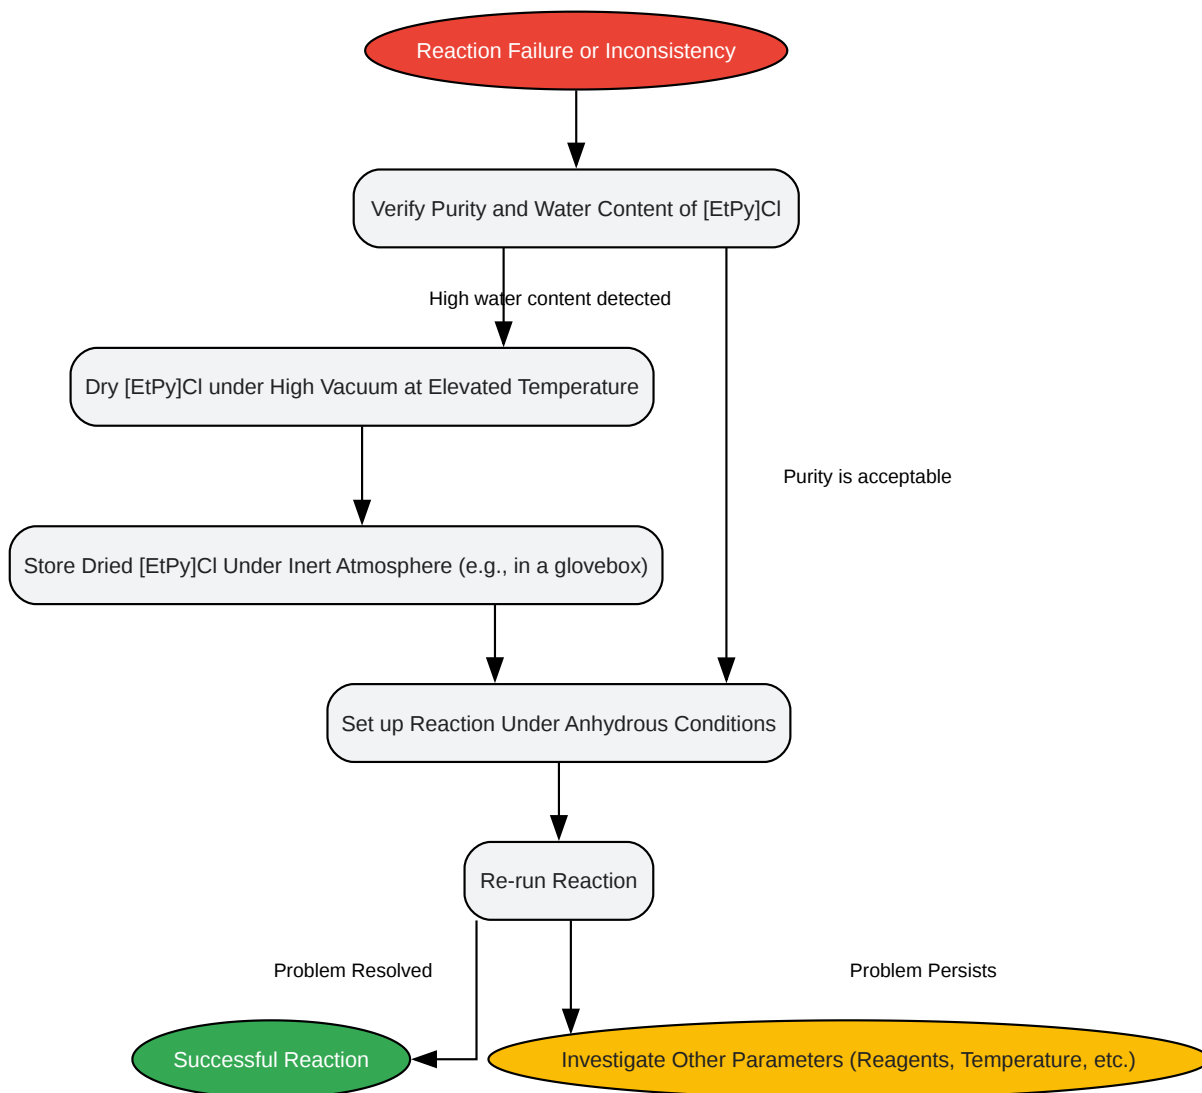 Reaction Failure or Inconsistency
Verify Purity and Water Content of [EtPy]Cl
High water content detected
Dry [EtPy]Cl under High Vacuum at Elevated Temperature
Purity is acceptable
Store Dried [EtPy]Cl Under Inert Atmosphere (e.g., in a glovebox)
Set up Reaction Under Anhydrous Conditions
Re-run Reaction
Problem Resolved
Problem Persists
Successful Reaction
Investigate Other Parameters (Reagents, Temperature, etc.)